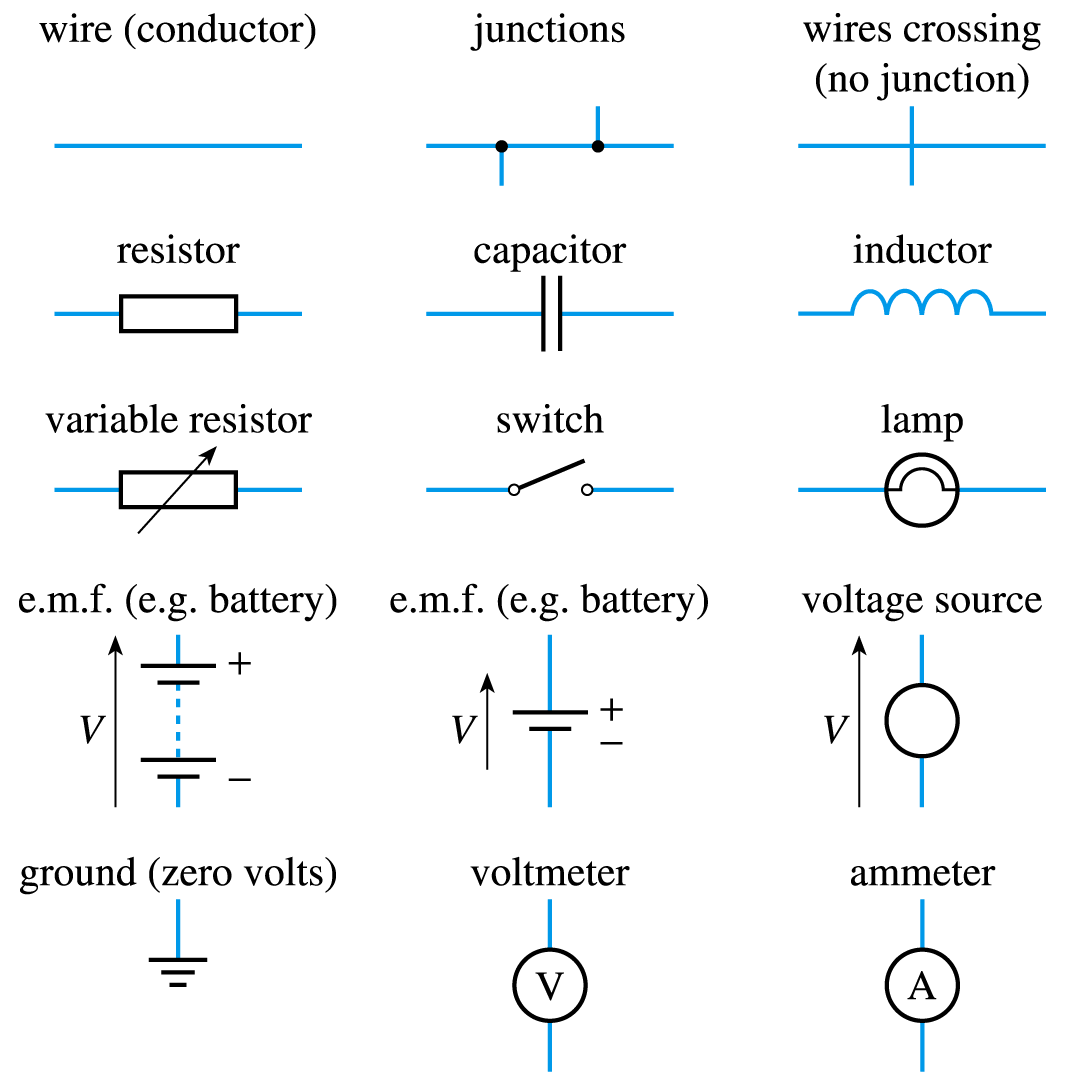 wire (conductor)
junctions
wires crossing
(no junction)
resistor
capacitor
inductor
variable resistor
switch
lamp
e.m.f. (e.g. battery)
e.m.f. (e.g. battery)
voltage source
+
V
–
V
+
–
V
ground (zero volts)
voltmeter
ammeter
V
A